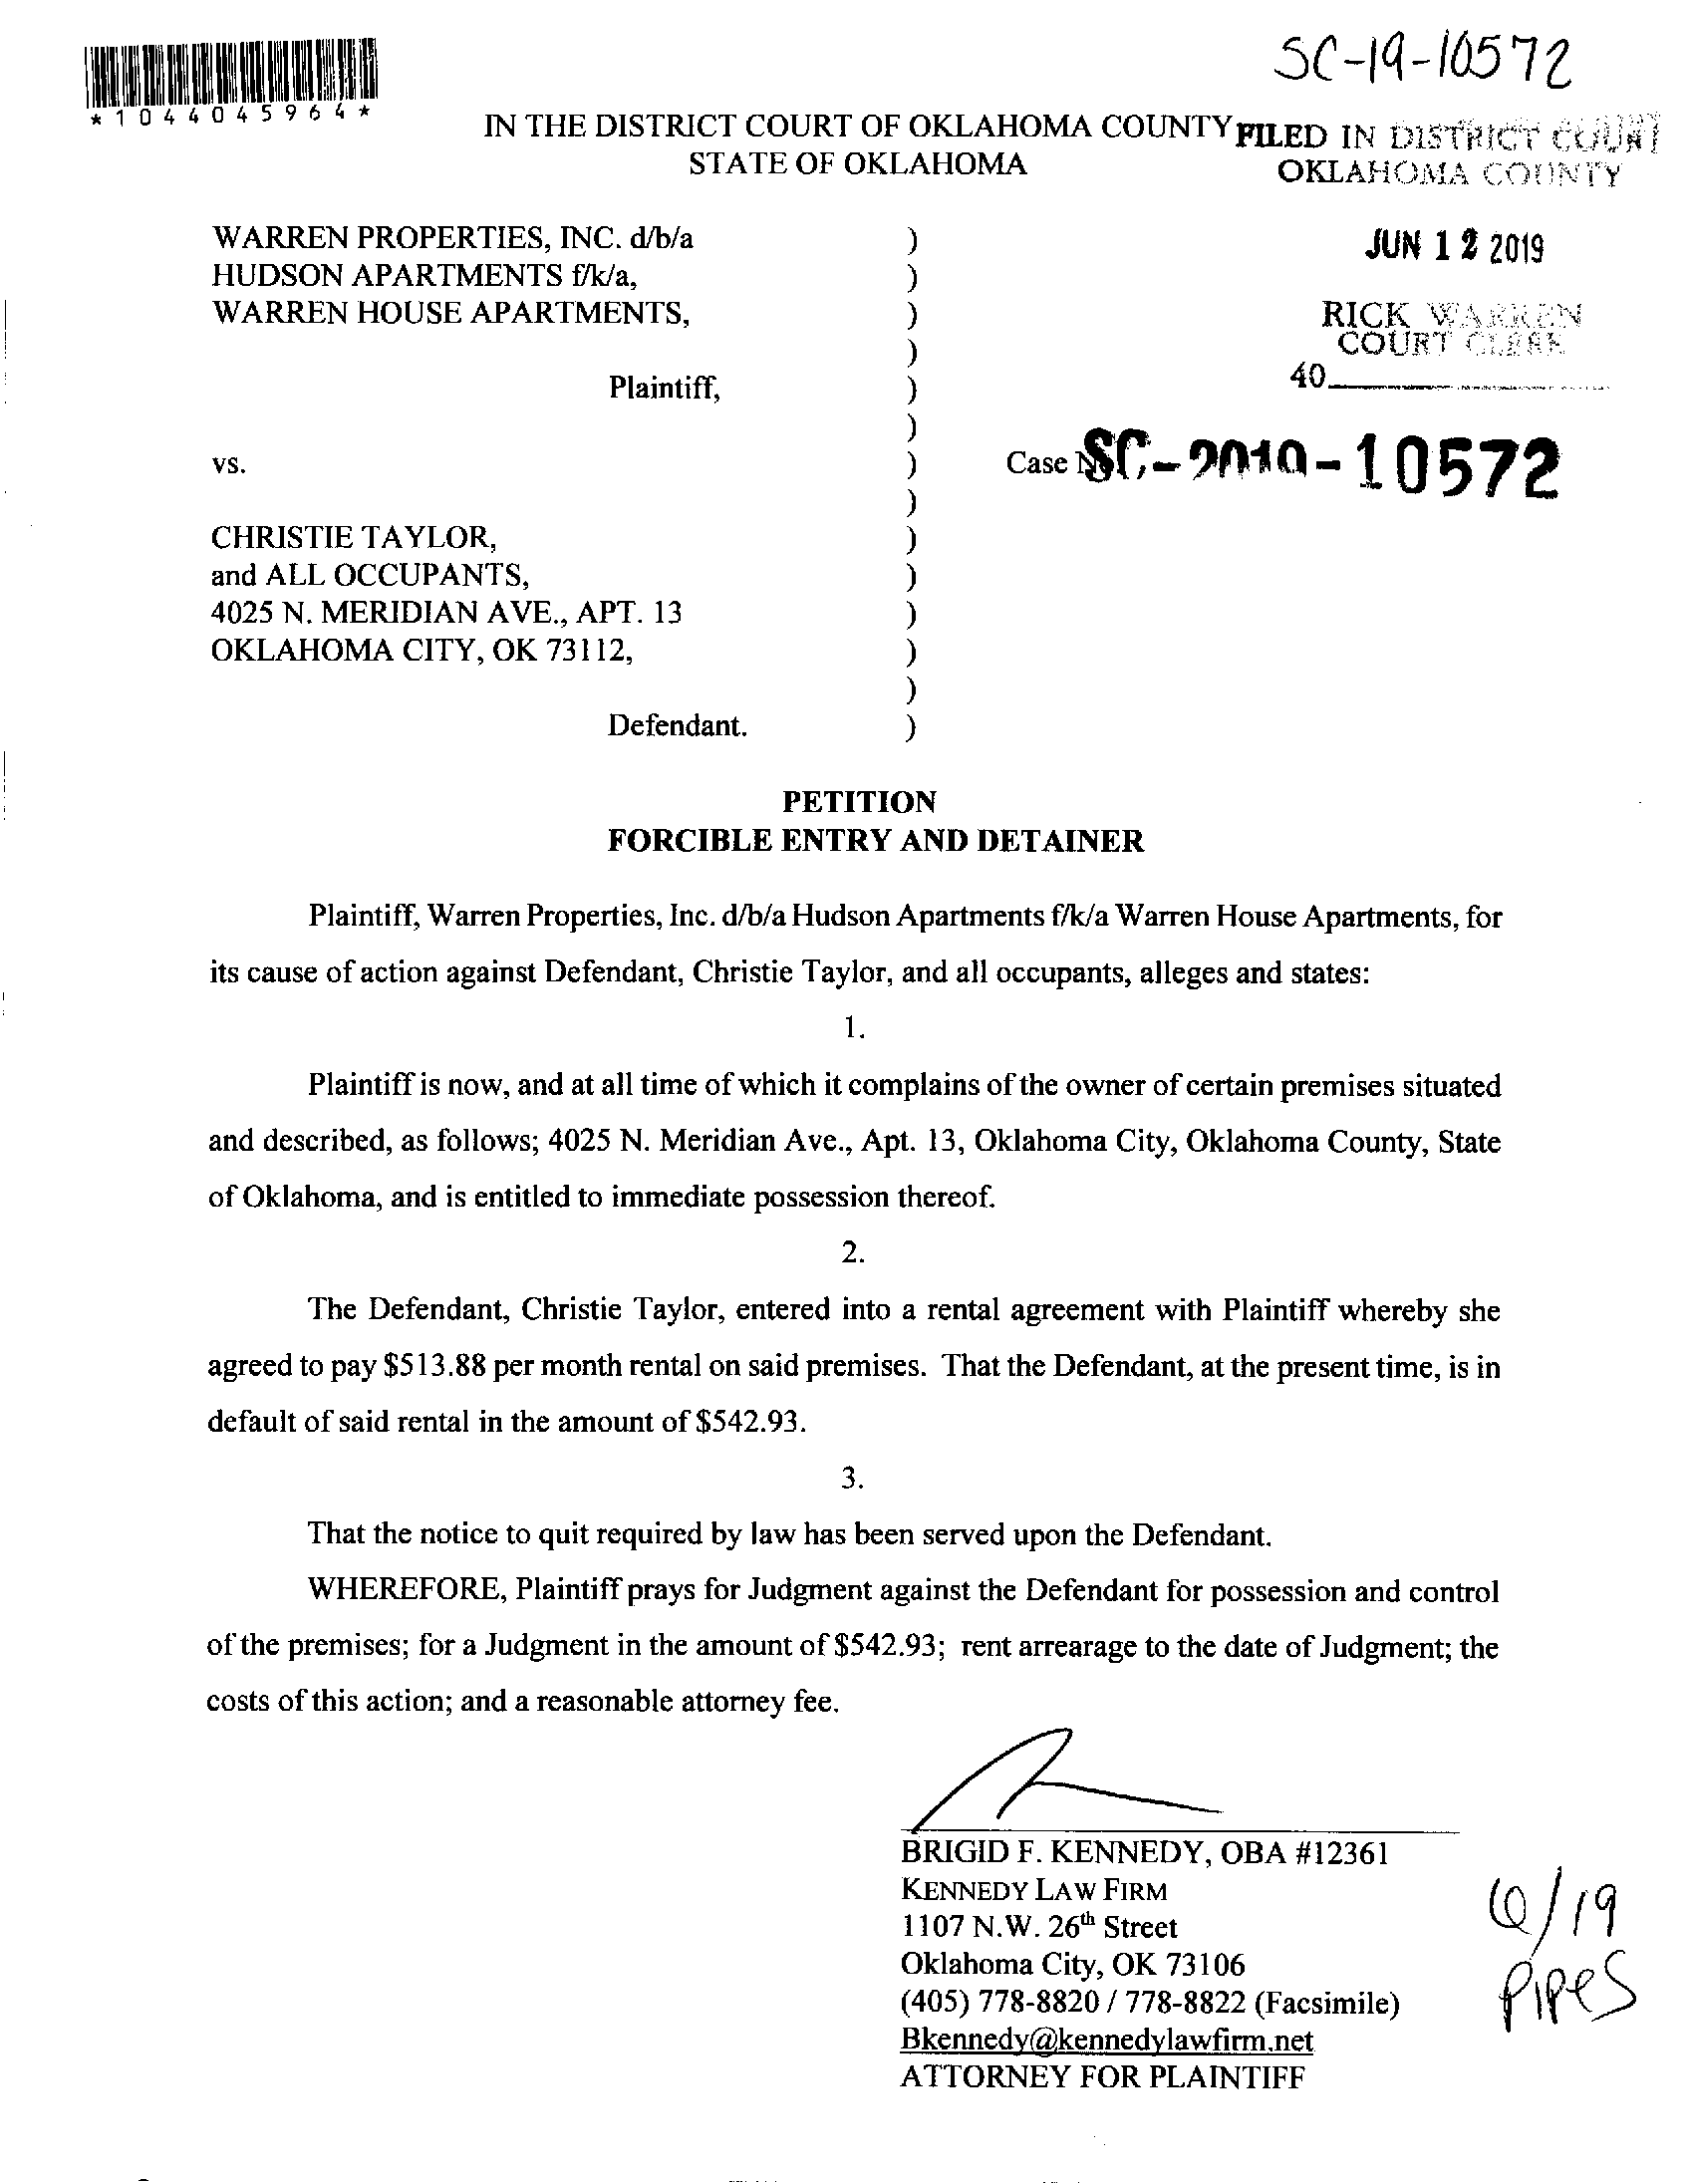 SC-19-10572
*1044045964*
IN THE DISTRICT COURT OF OKLAHOMA COUNTY
STATE OF OKLAHOMA
FILED IN DISTRICT COURT
OKLAHOMA COUNTY
JUN 12 2019
RICK WARREN
COURT CLERK
40
WARREN PROPERTIES, INC. d/b/a )
HUDSON APARTMENTS f/k/a, )
WARREN HOUSE APARTMENTS, )
)
Plaintiff, )
)
vs. ) Case No. SC-2019-10572
)
CHRISTIE TAYLOR, )
and ALL OCCUPANTS, )
4025 N. MERIDIAN AVE., APT. 13 )
OKLAHOMA CITY, OK 73112, )
)
Defendant. )
PETITION
FORCIBLE ENTRY AND DETAINER
Plaintiff, Warren Properties, Inc. d/b/a Hudson Apartments f/k/a Warren House Apartments, for
its cause of action against Defendant, Christie Taylor, and all occupants, alleges and states:
1.
Plaintiff is now, and at all time of which it complains of the owner of certain premises situated
and described, as follows; 4025 N. Meridian Ave., Apt. 13, Oklahoma City, Oklahoma County, State
of Oklahoma, and is entitled to immediate possession thereof.
2.
The Defendant, Christie Taylor, entered into a rental agreement with Plaintiff whereby she
agreed to pay $513.88 per month rental on said premises. That the Defendant, at the present time, is in
default of said rental in the amount of $542.93.
3.
That the notice to quit required by law has been served upon the Defendant.
WHEREFORE, Plaintiff prays for Judgment against the Defendant for possession and control
of the premises; for a Judgment in the amount of $542.93; rent arrearage to the date of Judgment; the
costs of this action; and a reasonable attorney fee.
BRIGID F. KENNEDY, OBA #12361
KENNEDY LAW FIRM
1107 N.W. 26th Street
Oklahoma City, OK 73106
(405) 778-8820 / 778-8822 (Facsimile)
Bkennedy@kennedylawfirm.net
ATTORNEY FOR PLAINTIFF
6/19
Pipes